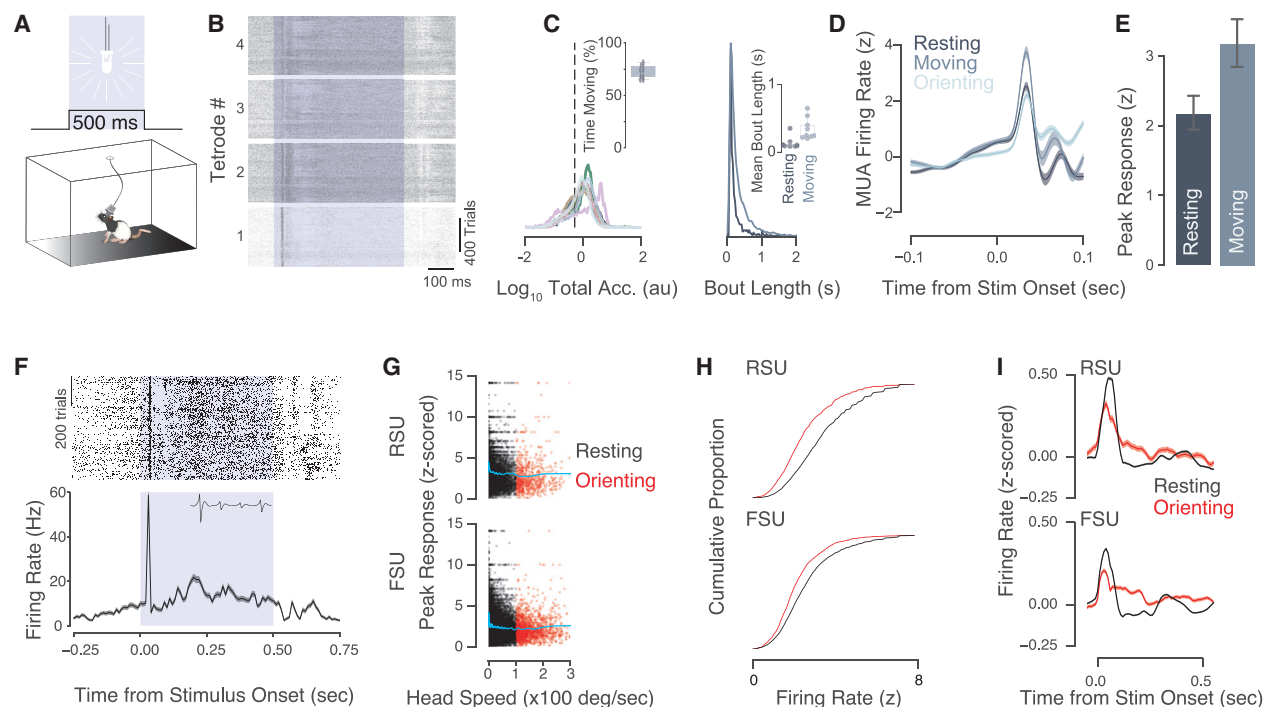 A
500 ms
B
Tetrode #
4
3
2
1
400 Trials
100 ms
C
Time Moving (%)
100
75
50
25
0
−2
0
2
Log10 Total Acc. (au)
Mean Bout Length (s)
1
0
Resting
Moving
0
1
2
Bout Length (s)
D
Resting
Moving
Orienting
MUA Firing Rate (z)
4
2
0
−2
−0.1
0.0
0.1
Time from Stim Onset (sec)
E
Peak Response (z)
3
2
1
0
Resting
Moving
F
200 trials
Firing Rate (Hz)
60
40
20
0
−0.25
0.00
0.25
0.50
0.75
Time from Stimulus Onset (sec)
G
RSU
FSU
Peak Response (z-scored)
15
10
5
0
15
10
5
0
Resting
Orienting
0
1
2
3
Head Speed (x100 deg/sec)
H
RSU
FSU
Cumulative Proportion
0
8
Firing Rate (z)
I
RSU
0.50
0.00
−0.25
Resting
Orienting
FSU
0.50
0.00
−0.25
Firing Rate (z-scored)
0.0
0.5
Time from Stim Onset (sec)